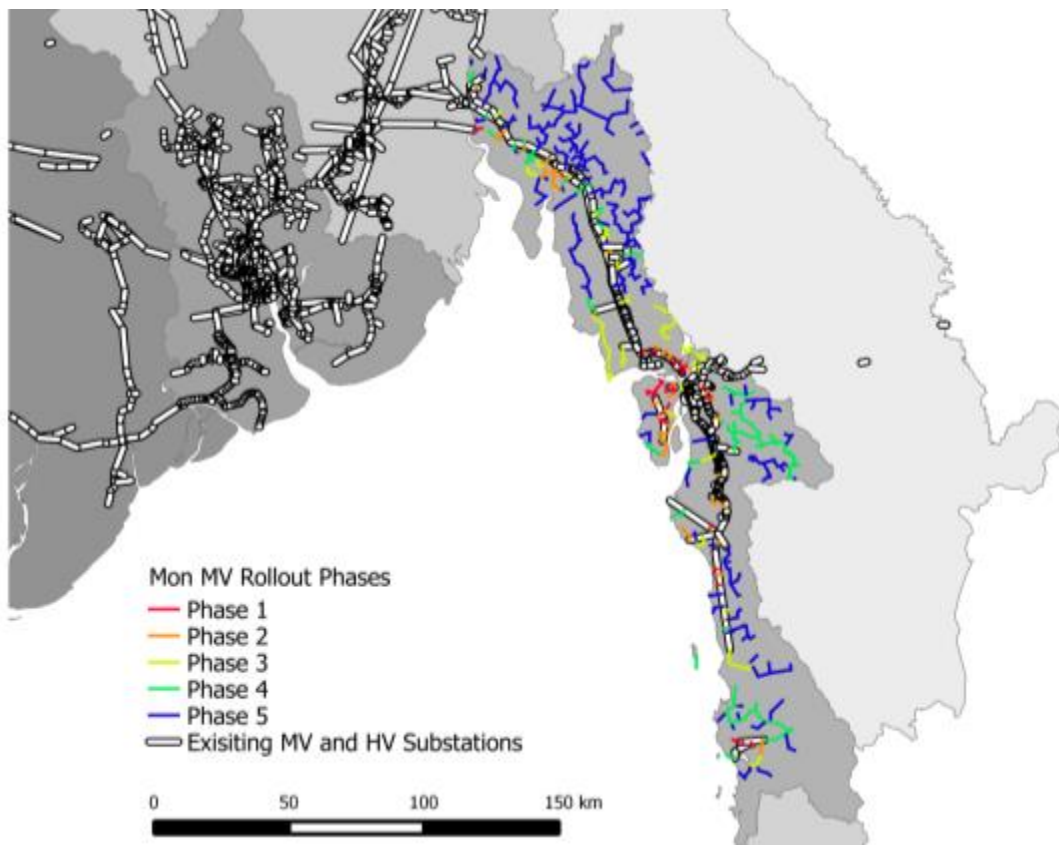 Mon MV Rollout Phases
Phase 1
Phase 2
Phase 3
Phase 4
Phase 5
Exisiting MV and HV Substations
0 50 100 150 km